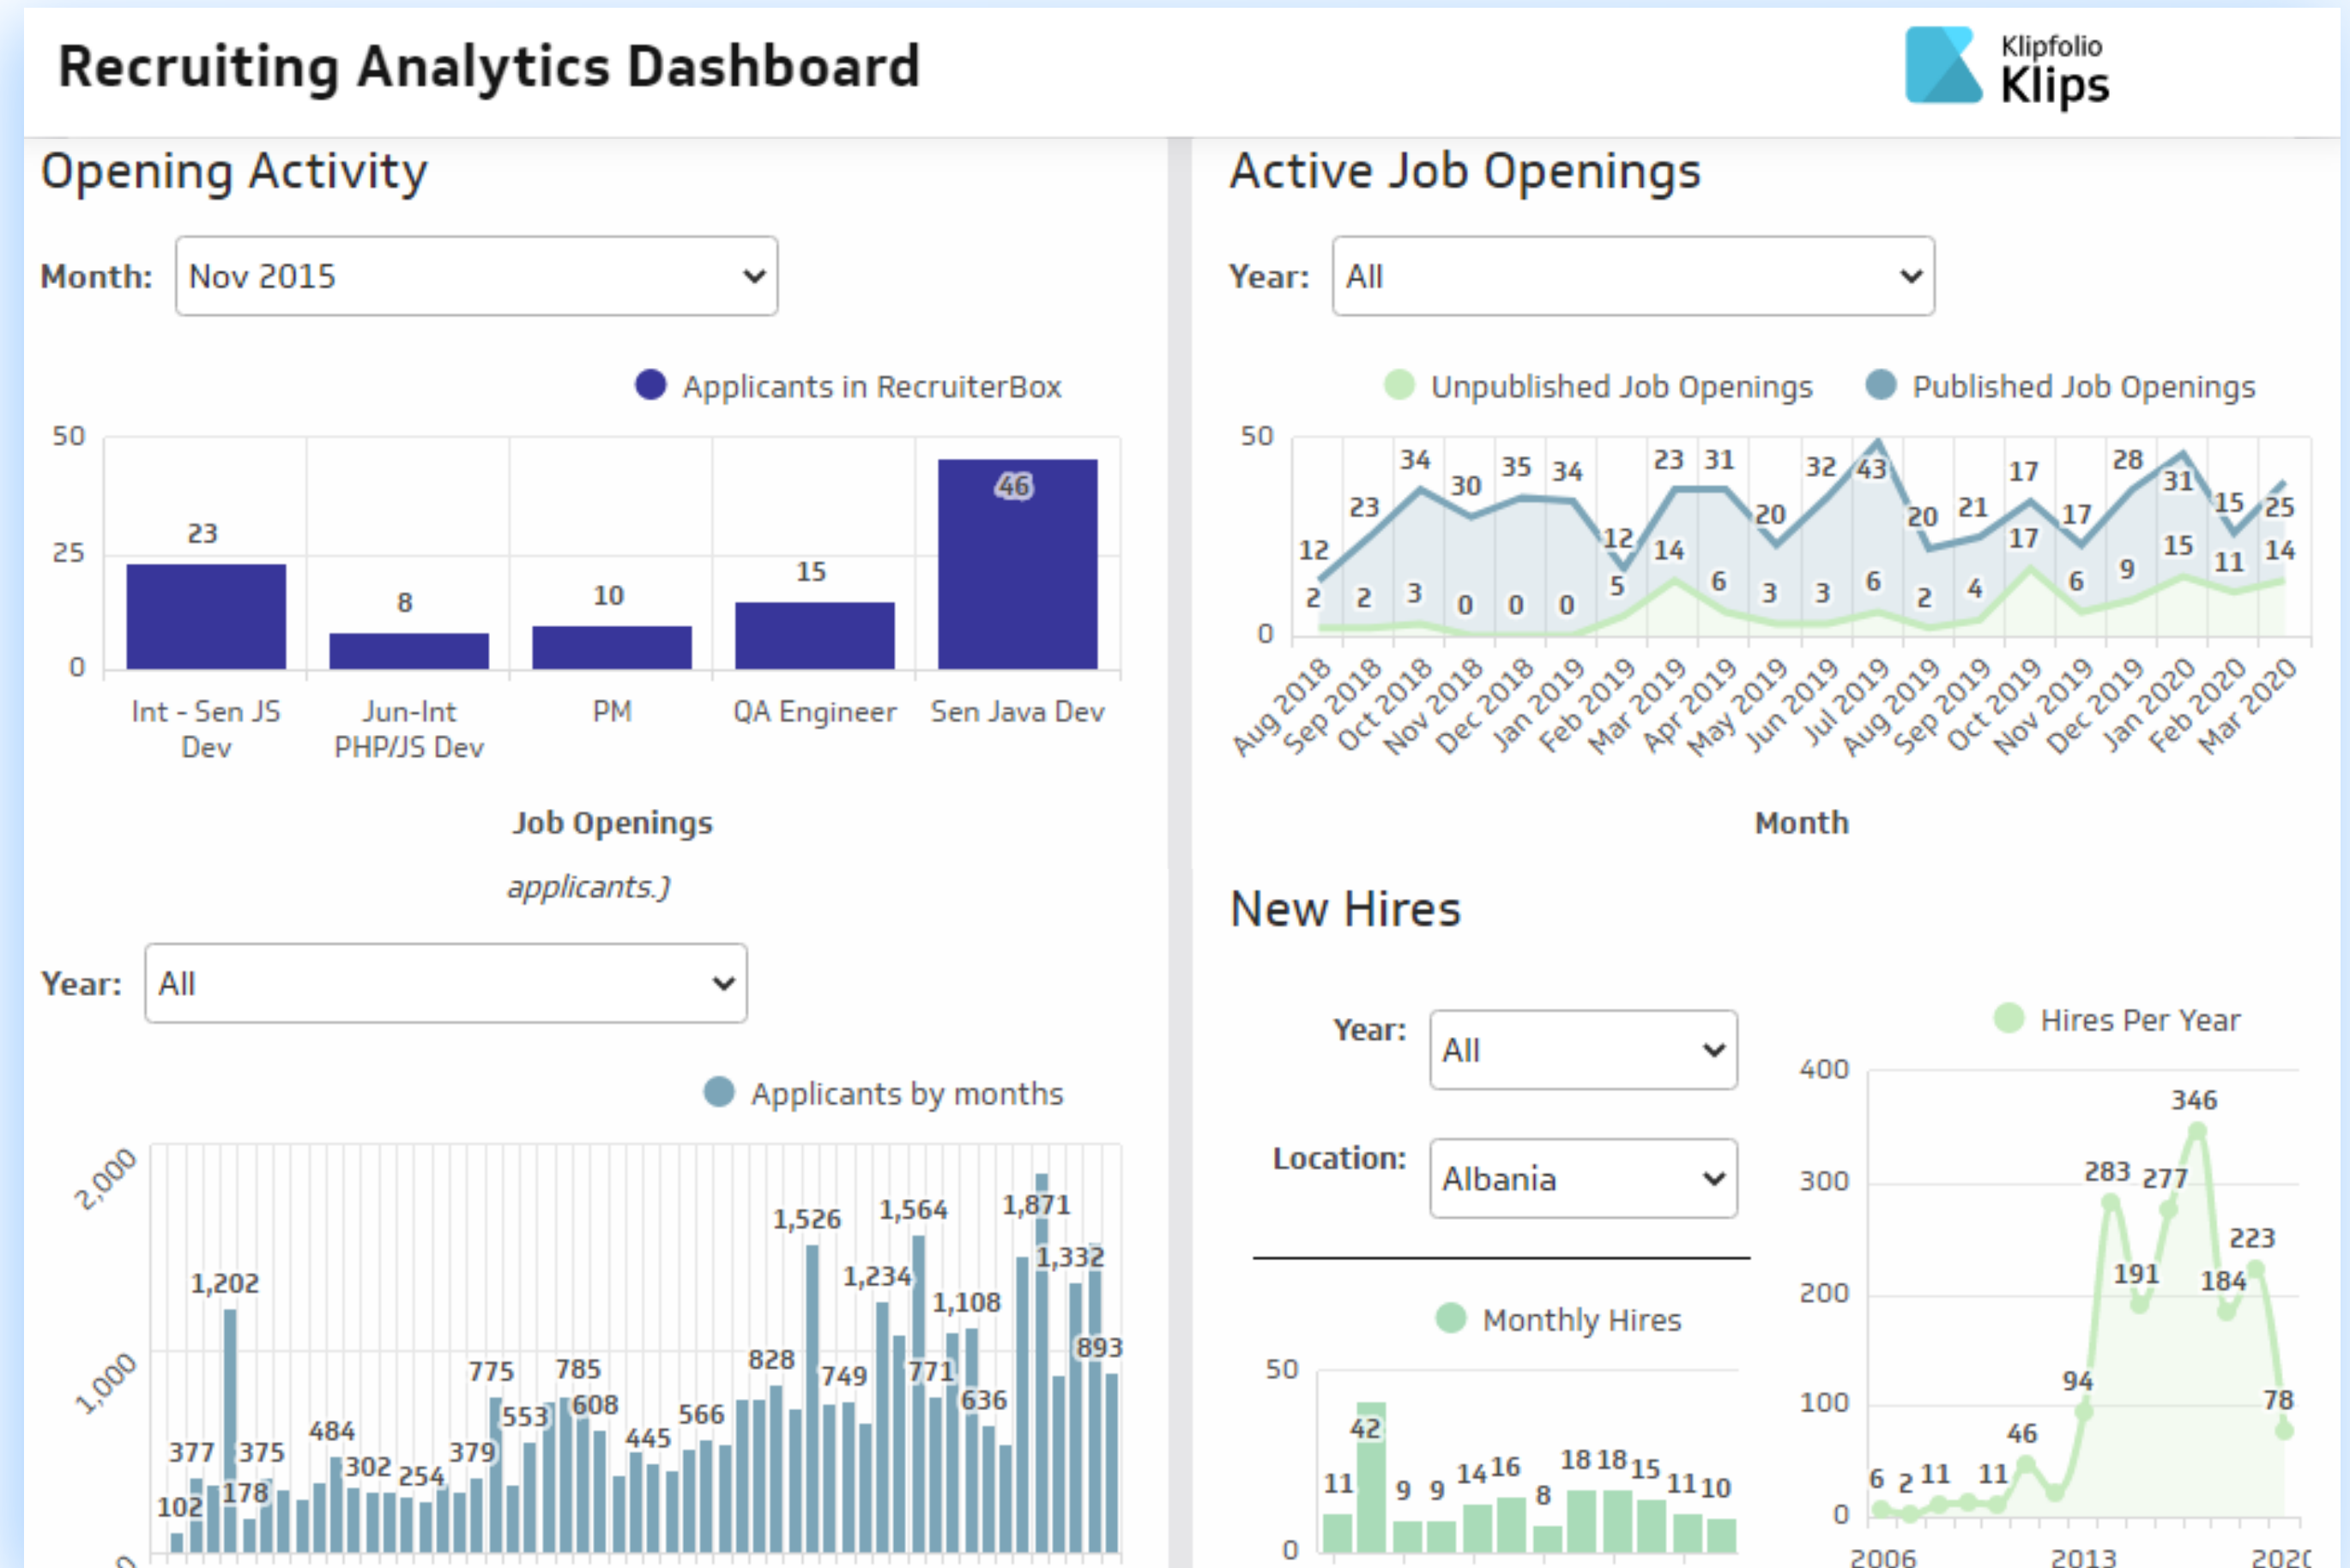 Recruiting Analytics Dashboard
Klipfolio
Klips
Opening Activity
Month: Nov 2015
Applicants in RecruiterBox
50
25
0
23
8
10
15
46
Int - Sen JS Dev
Jun-Int PHP/JS Dev
PM
QA Engineer
Sen Java Dev
Job Openings
applicants.)
Year: All
Applicants by months
2,000
1,000
0
102
377
1,202
178
375
484
302
254
379
775
553
785
608
445
566
828
1,526
749
1,234
1,564
771
1,108
636
1,871
1,332
893
Active Job Openings
Year: All
Unpublished Job Openings
Published Job Openings
50
0
12 23 34 30 35 34 12 23 31 20 32 43 20 21 17 17 28 31 15 25
2 2 3 0 0 0 5 14 6 3 3 6 2 4 17 6 9 15 11 14
Aug 2018
Sep 2018
Oct 2018
Nov 2018
Dec 2018
Jan 2019
Feb 2019
Mar 2019
Apr 2019
May 2019
Jun 2019
Jul 2019
Aug 2019
Sep 2019
Oct 2019
Nov 2019
Dec 2019
Jan 2020
Feb 2020
Mar 2020
Month
New Hires
Year: All
Location: Albania
Monthly Hires
50
0
11 42 9 9 14 16 8 18 18 15 11 10
Hires Per Year
400
300
200
100
0
6 2 11 11 46 94 283 191 277 346 184 223 78
2006
2013
2020